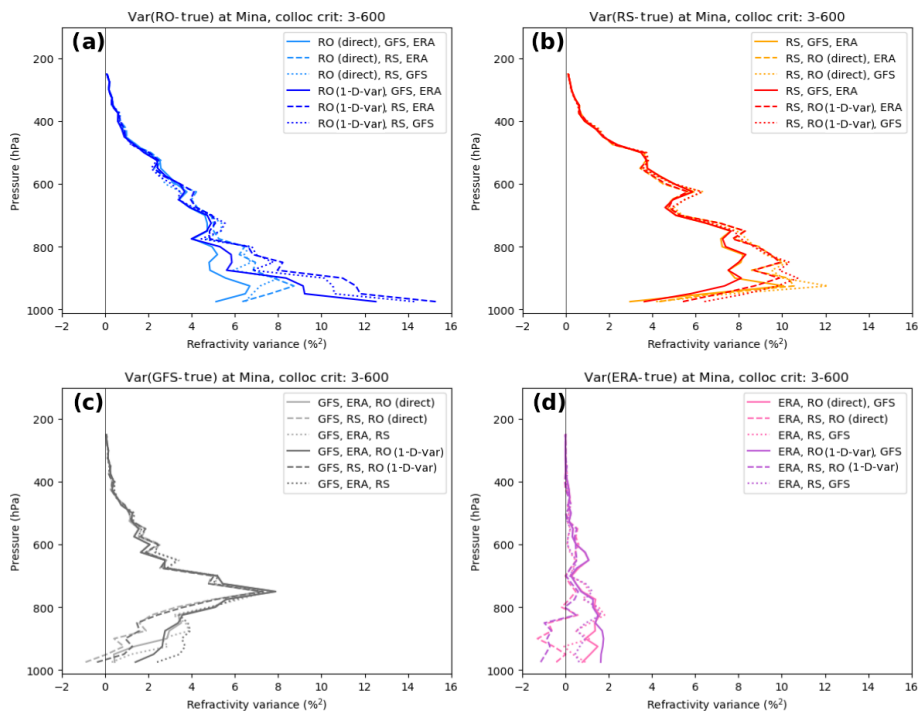 Var(RO-true) at Mina, colloc crit: 3-600
(a)
RO (direct), GFS, ERA
RO (direct), RS, ERA
RO (direct), RS, GFS
RO (1-D-var), GFS, ERA
RO (1-D-var), RS, ERA
RO (1-D-var), RS, GFS
Pressure (hPa)
200
400
600
800
1000
−2 0 2 4 6 8 10 12 14 16
Refractivity variance (%²)
Var(RS-true) at Mina, colloc crit: 3-600
(b)
RS, GFS, ERA
RS, RO (direct), ERA
RS, RO (direct), GFS
RS, GFS, ERA
RS, RO (1-D-var), ERA
RS, RO (1-D-var), GFS
Pressure (hPa)
200
400
600
800
1000
−2 0 2 4 6 8 10 12 14 16
Refractivity variance (%²)
Var(GFS-true) at Mina, colloc crit: 3-600
(c)
GFS, ERA, RO (direct)
GFS, RS, RO (direct)
GFS, ERA, RS
GFS, ERA, RO (1-D-var)
GFS, RS, RO (1-D-var)
GFS, ERA, RS
Pressure (hPa)
200
400
600
800
1000
−2 0 2 4 6 8 10 12 14 16
Refractivity variance (%²)
Var(ERA-true) at Mina, colloc crit: 3-600
(d)
ERA, RO (direct), GFS
ERA, RS, RO (direct)
ERA, RS, GFS
ERA, RO (1-D-var), GFS
ERA, RS, RO (1-D-var)
ERA, RS, GFS
Pressure (hPa)
200
400
600
800
1000
−2 0 2 4 6 8 10 12 14 16
Refractivity variance (%²)